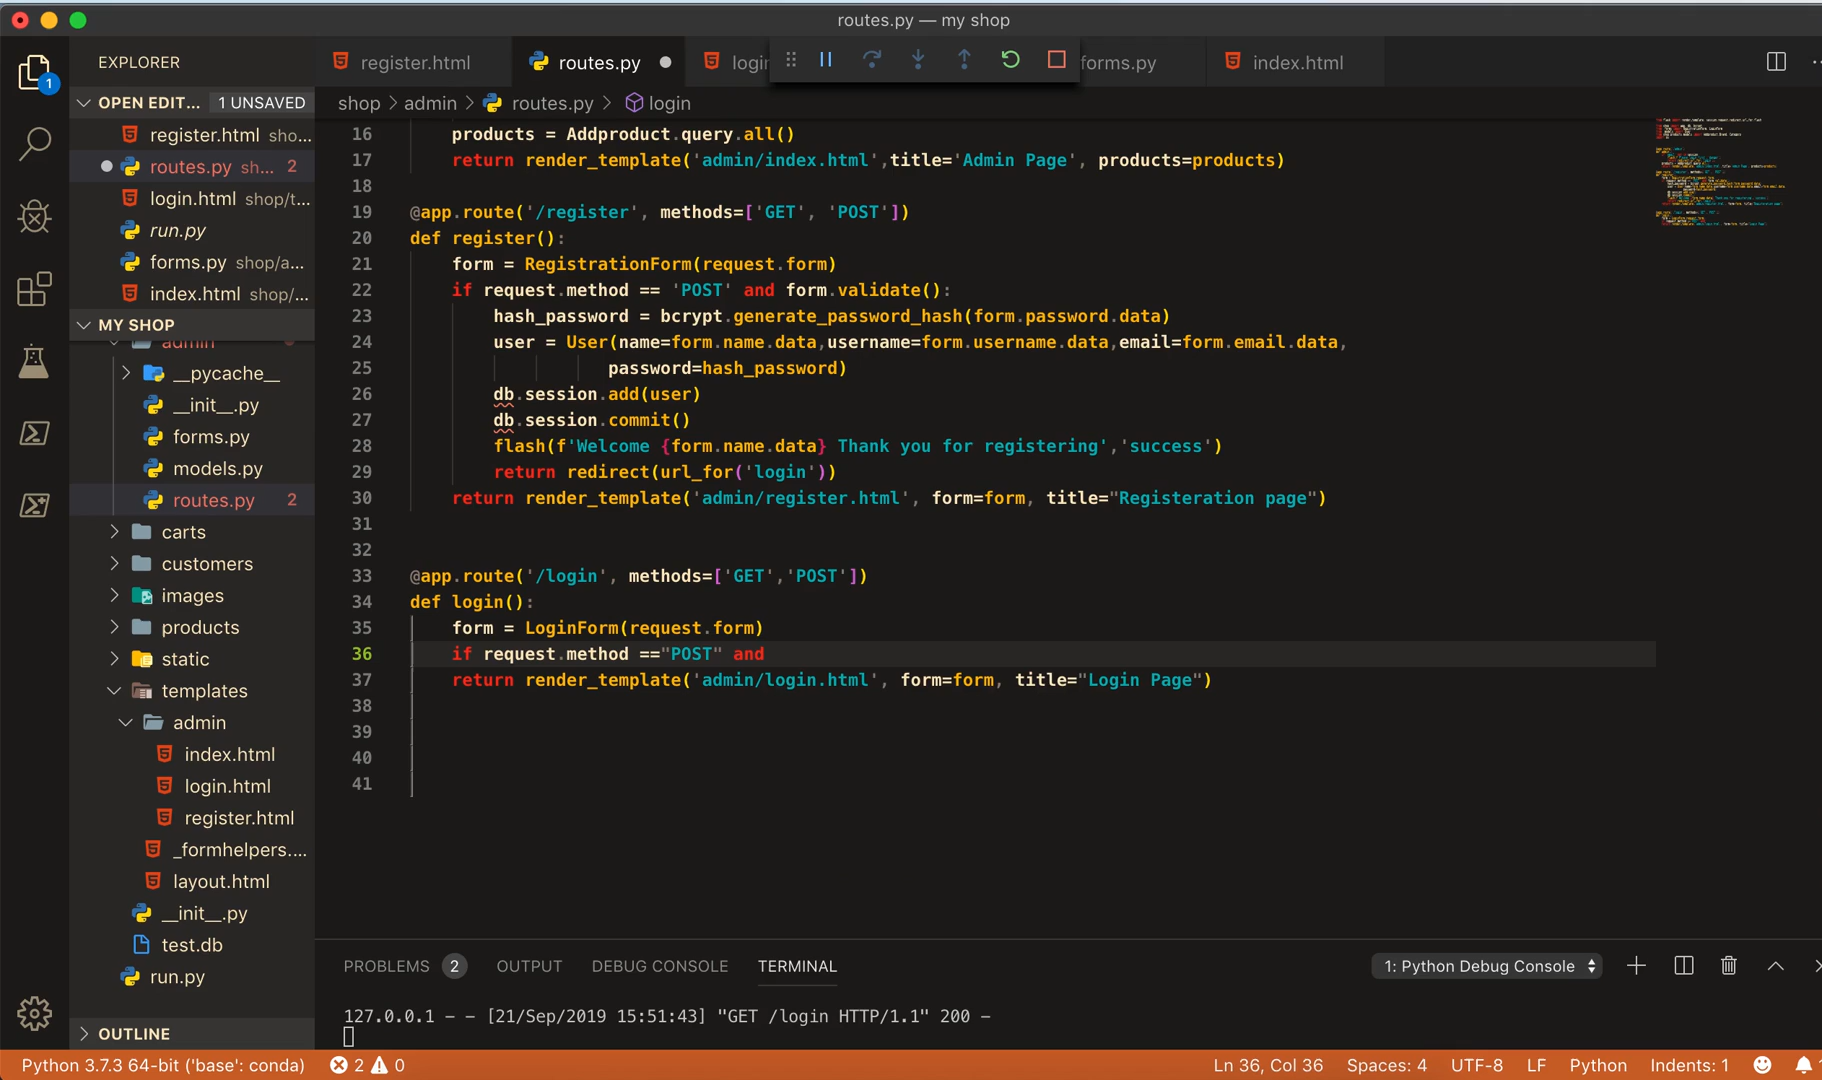 routes.py — my shop
EXPLORER
register.html
routes.py
login
forms.py
index.html
OPEN EDIT... 1 UNSAVED
shop > admin > routes.py > login
register.html sho...
routes.py sh... 2
login.html shop/t...
run.py
forms.py shop/a...
index.html shop/...
MY SHOP
admin
__pycache__
__init__.py
forms.py
models.py
routes.py 2
carts
customers
images
products
static
templates
admin
index.html
login.html
register.html
_formhelpers....
layout.html
__init__.py
test.db
run.py
OUTLINE
1
16 products = Addproduct.query.all()
17 return render_template('admin/index.html',title='Admin Page', products=products)
18
19 @app.route('/register', methods=['GET', 'POST'])
20 def register():
21 form = RegistrationForm(request.form)
22 if request.method == 'POST' and form.validate():
23 hash_password = bcrypt.generate_password_hash(form.password.data)
24 user = User(name=form.name.data,username=form.username.data,email=form.email.data,
25 password=hash_password)
26 db.session.add(user)
27 db.session.commit()
28 flash(f'Welcome {form.name.data} Thank you for registering','success')
29 return redirect(url_for('login'))
30 return render_template('admin/register.html', form=form, title="Registeration page")
31
32
33 @app.route('/login', methods=['GET','POST'])
34 def login():
35 form = LoginForm(request.form)
36 if request.method =="POST" and
37 return render_template('admin/login.html', form=form, title="Login Page")
38
39
40
41
PROBLEMS 2 OUTPUT DEBUG CONSOLE TERMINAL
1: Python Debug Console
127.0.0.1 - - [21/Sep/2019 15:51:43] "GET /login HTTP/1.1" 200 -
Python 3.7.3 64-bit ('base': conda) 2 0 Ln 36, Col 36 Spaces: 4 UTF-8 LF Python Indents: 1